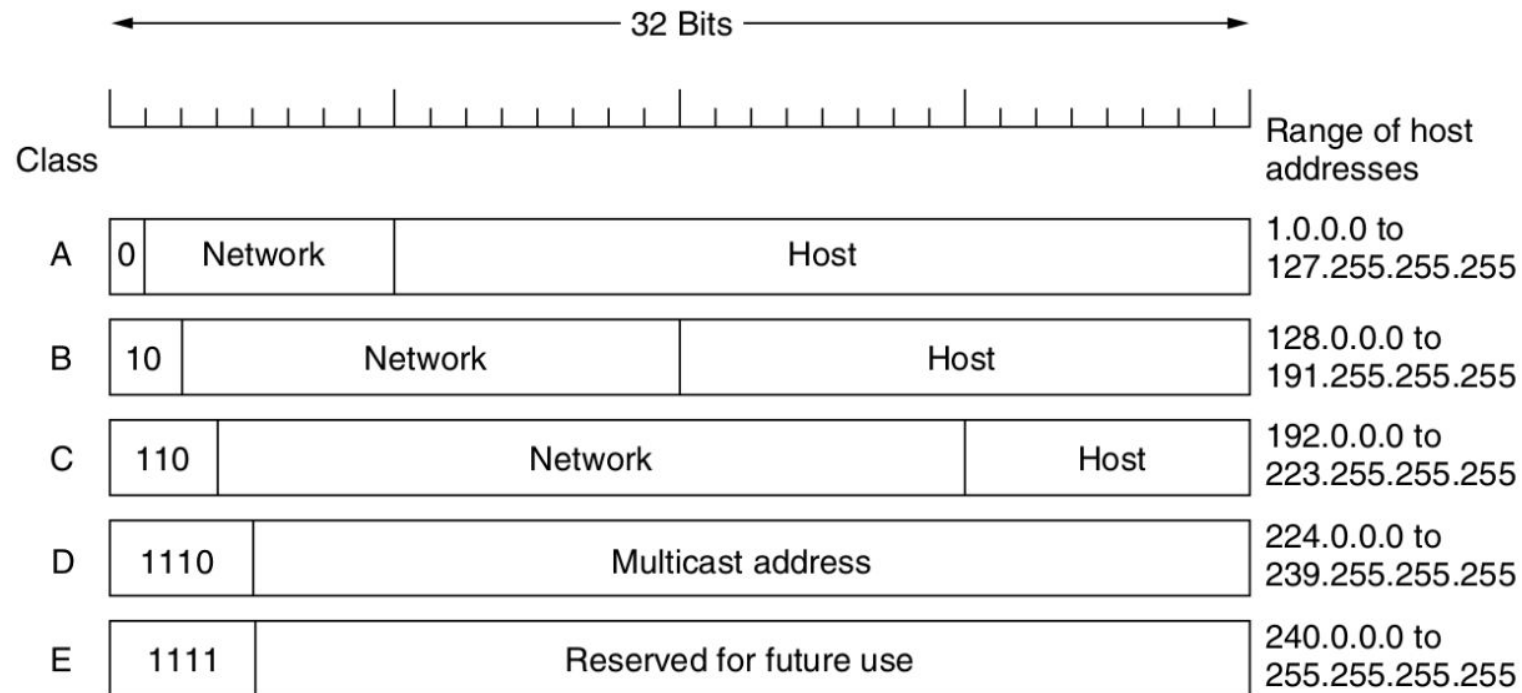 32 Bits
Range of host
addresses
Class
A
0
Network
Host
1.0.0.0 to
127.255.255.255
B
10
Network
Host
128.0.0.0 to
191.255.255.255
C
110
Network
Host
192.0.0.0 to
223.255.255.255
D
1110
Multicast address
224.0.0.0 to
239.255.255.255
E
1111
Reserved for future use
240.0.0.0 to
255.255.255.255